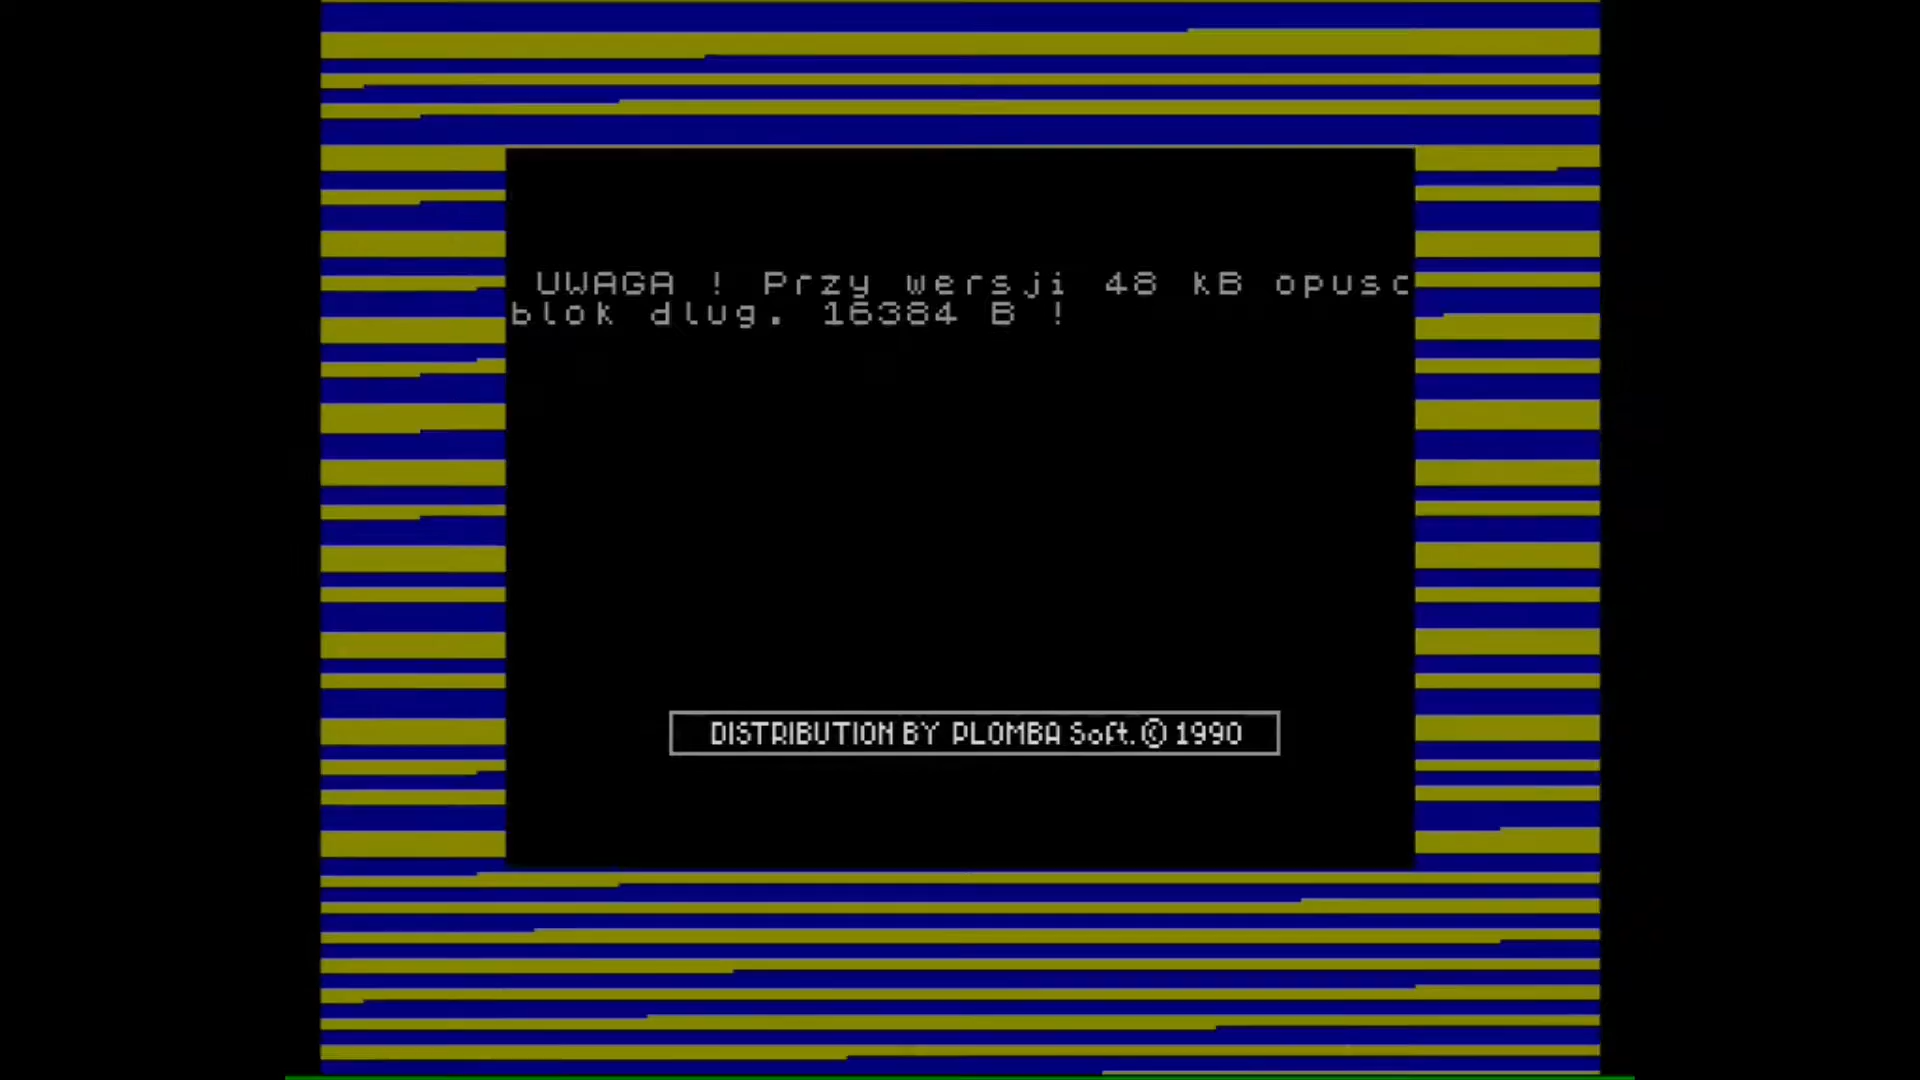 UWAGA ! Przy wersji 48 kB opusc
blok dlug. 16384 B !
DISTRIBUTION BY PLOMBA Soft. © 1990